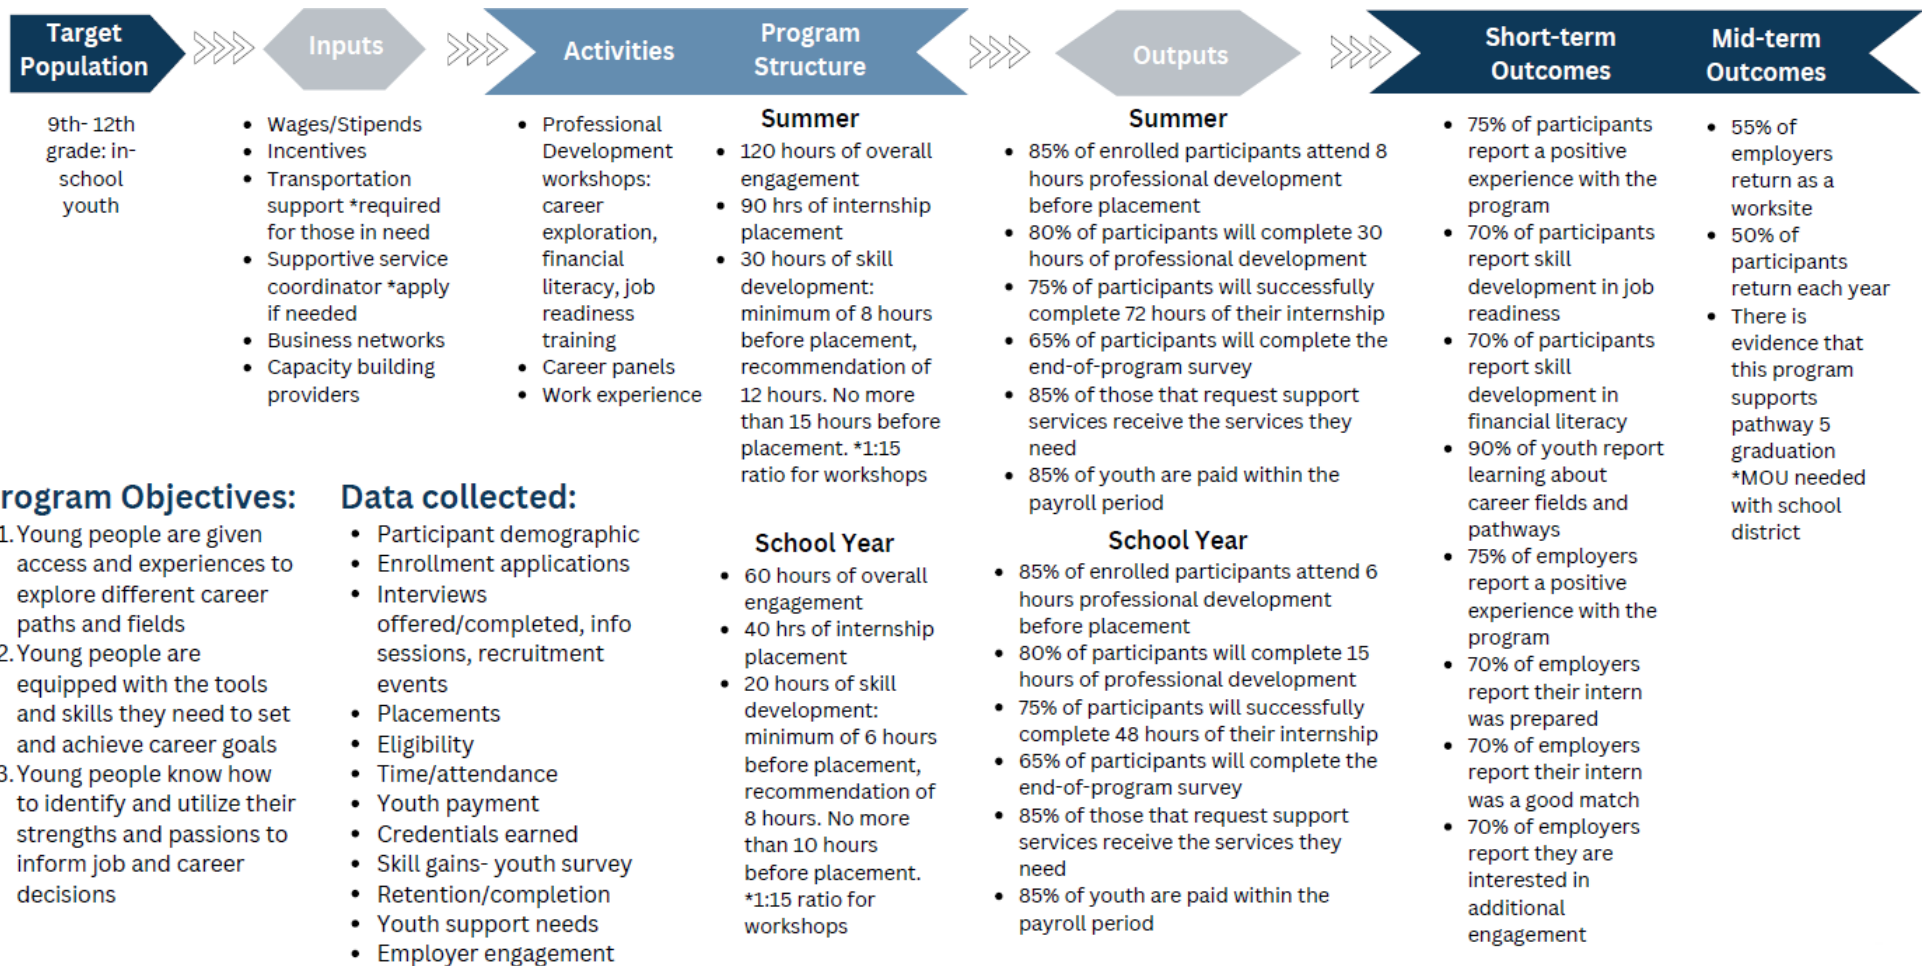 Target
Population
Inputs
Activities
Program
Structure
Outputs
Short-term
Outcomes
Mid-term
Outcomes
9th- 12th
grade: in-
school
youth
• Wages/Stipends
• Incentives
• Transportation
support *required
for those in need
• Supportive service
coordinator *apply
if needed
• Business networks
• Capacity building
providers
• Professional
Development
workshops:
career
exploration,
financial
literacy, job
readiness
training
• Career panels
• Work experience
Summer
• 120 hours of overall
engagement
• 90 hrs of internship
placement
• 30 hours of skill
development:
minimum of 8 hours
before placement,
recommendation of
12 hours. No more
than 15 hours before
placement. *1:15
ratio for workshops
School Year
• 60 hours of overall
engagement
• 40 hrs of internship
placement
• 20 hours of skill
development:
minimum of 6 hours
before placement,
recommendation of
8 hours. No more
than 10 hours
before placement.
*1:15 ratio for
workshops
Summer
• 85% of enrolled participants attend 8
hours professional development
before placement
• 80% of participants will complete 30
hours of professional development
• 75% of participants will successfully
complete 72 hours of their internship
• 65% of participants will complete the
end-of-program survey
• 85% of those that request support
services receive the services they
need
• 85% of youth are paid within the
payroll period
School Year
• 85% of enrolled participants attend 6
hours professional development
before placement
• 80% of participants will complete 15
hours of professional development
• 75% of participants will successfully
complete 48 hours of their internship
• 65% of participants will complete the
end-of-program survey
• 85% of those that request support
services receive the services they
need
• 85% of youth are paid within the
payroll period
• 75% of participants
report a positive
experience with the
program
• 70% of participants
report skill
development in job
readiness
• 70% of participants
report skill
development in
financial literacy
• 90% of youth report
learning about
career fields and
pathways
• 75% of employers
report a positive
experience with the
program
• 70% of employers
report their intern
was prepared
• 70% of employers
report their intern
was a good match
• 70% of employers
report they are
interested in
additional
engagement
• 55% of
employers
return as a
worksite
• 50% of
participants
return each year
• There is
evidence that
this program
supports
pathway 5
graduation
*MOU needed
with school
district
rogram Objectives:
1. Young people are given
access and experiences to
explore different career
paths and fields
2. Young people are
equipped with the tools
and skills they need to set
and achieve career goals
3. Young people know how
to identify and utilize their
strengths and passions to
inform job and career
decisions
Data collected:
• Participant demographic
• Enrollment applications
• Interviews
offered/completed, info
sessions, recruitment
events
• Placements
• Eligibility
• Time/attendance
• Youth payment
• Credentials earned
• Skill gains- youth survey
• Retention/completion
• Youth support needs
• Employer engagement